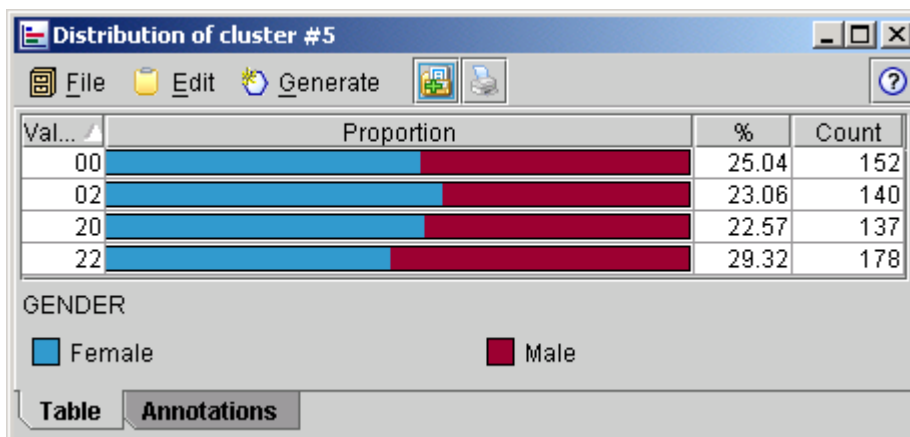 Distribution of cluster #5
File Edit Generate
Val... Proportion % Count
00 25.04 152
02 23.06 140
20 22.57 137
22 29.32 178
GENDER
Female Male
Table Annotations